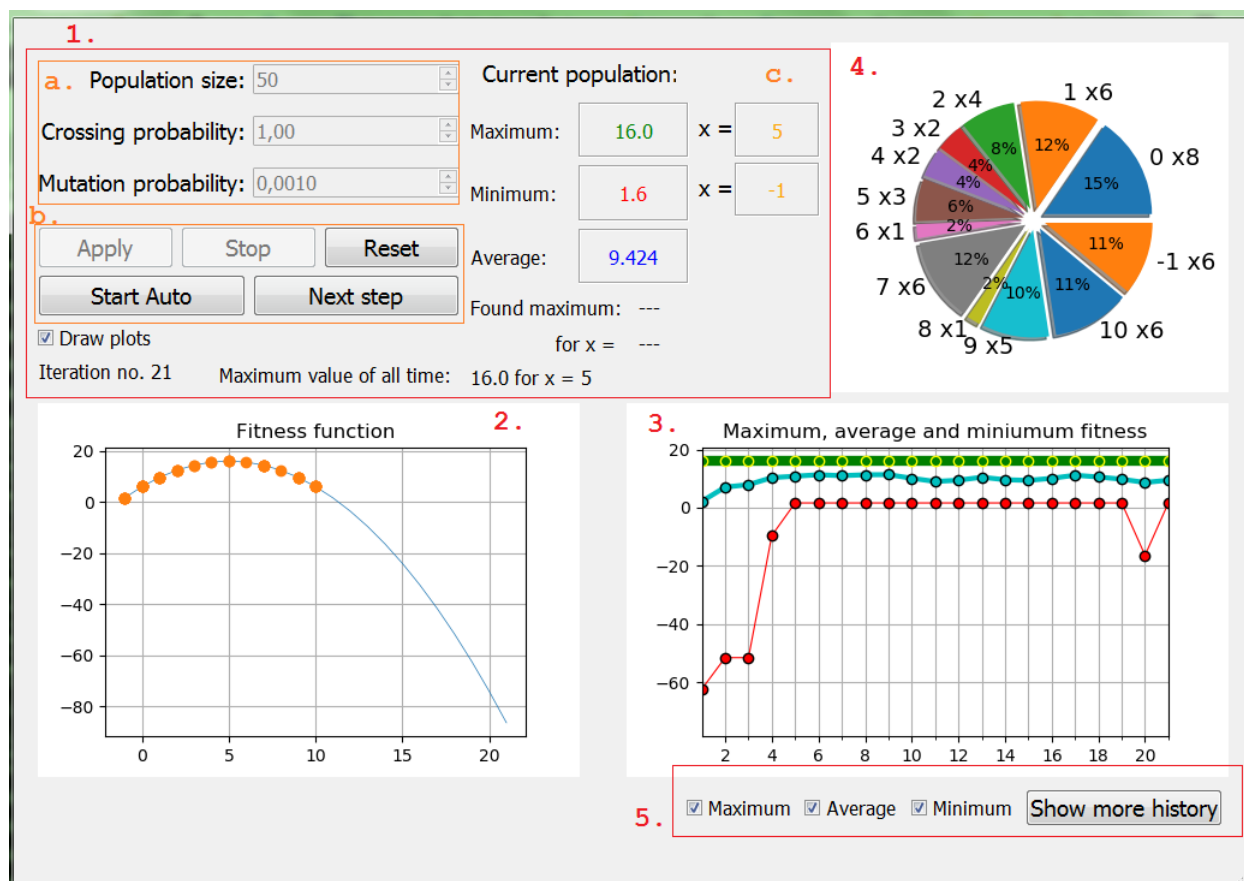 1.
a. Population size: 50
Crossing probability: 1,00
Mutation probability: 0,0010
b.
Apply Stop Reset
Start Auto Next step
Draw plots
Iteration no. 21
Current population: c.
Maximum: 16.0 x = 5
Minimum: 1.6 x = -1
Average: 9.424
Found maximum: ---
for x = ---
Maximum value of all time: 16.0 for x = 5
4.
2 x4
1 x6
3 x2
0 x8
4 x2
5 x3
6 x1
-1 x6
7 x6
10 x6
8 x1
9 x5
8%
12%
4%
15%
4%
6%
2%
11%
12%
2%
10%
11%
2.
Fitness function
20
0
−20
−40
−60
−80
0 5 10 15 20
3.
Maximum, average and miniumum fitness
20
0
−20
−40
−60
2 4 6 8 10 12 14 16 18 20
5.
Maximum Average Minimum Show more history